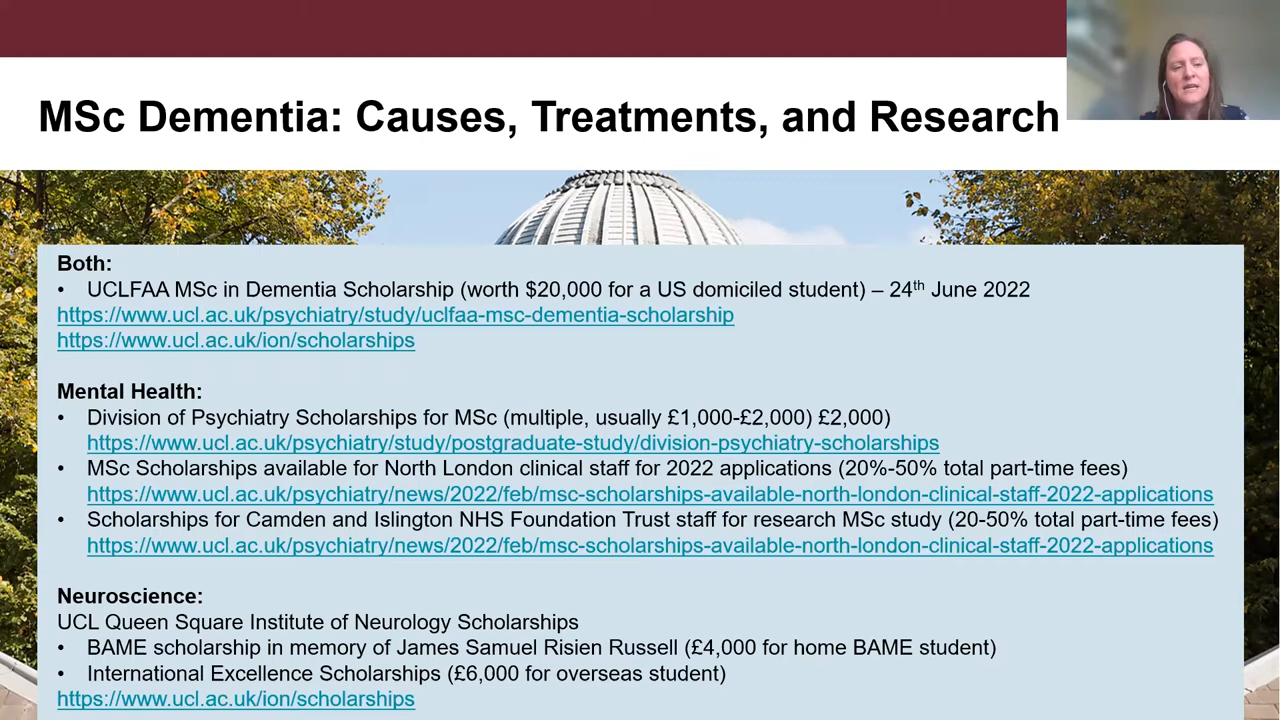 MSc Dementia: Causes, Treatments, and Research
Both:
• UCLFAA MSc in Dementia Scholarship (worth $20,000 for a US domiciled student) – 24th June 2022
https://www.ucl.ac.uk/psychiatry/study/uclfaa-msc-dementia-scholarship
https://www.ucl.ac.uk/ion/scholarships
Mental Health:
• Division of Psychiatry Scholarships for MSc (multiple, usually £1,000-£2,000) £2,000)
https://www.ucl.ac.uk/psychiatry/study/postgraduate-study/division-psychiatry-scholarships
• MSc Scholarships available for North London clinical staff for 2022 applications (20%-50% total part-time fees)
https://www.ucl.ac.uk/psychiatry/news/2022/feb/msc-scholarships-available-north-london-clinical-staff-2022-applications
• Scholarships for Camden and Islington NHS Foundation Trust staff for research MSc study (20-50% total part-time fees)
https://www.ucl.ac.uk/psychiatry/news/2022/feb/msc-scholarships-available-north-london-clinical-staff-2022-applications
Neuroscience:
UCL Queen Square Institute of Neurology Scholarships
• BAME scholarship in memory of James Samuel Risien Russell (£4,000 for home BAME student)
• International Excellence Scholarships (£6,000 for overseas student)
https://www.ucl.ac.uk/ion/scholarships